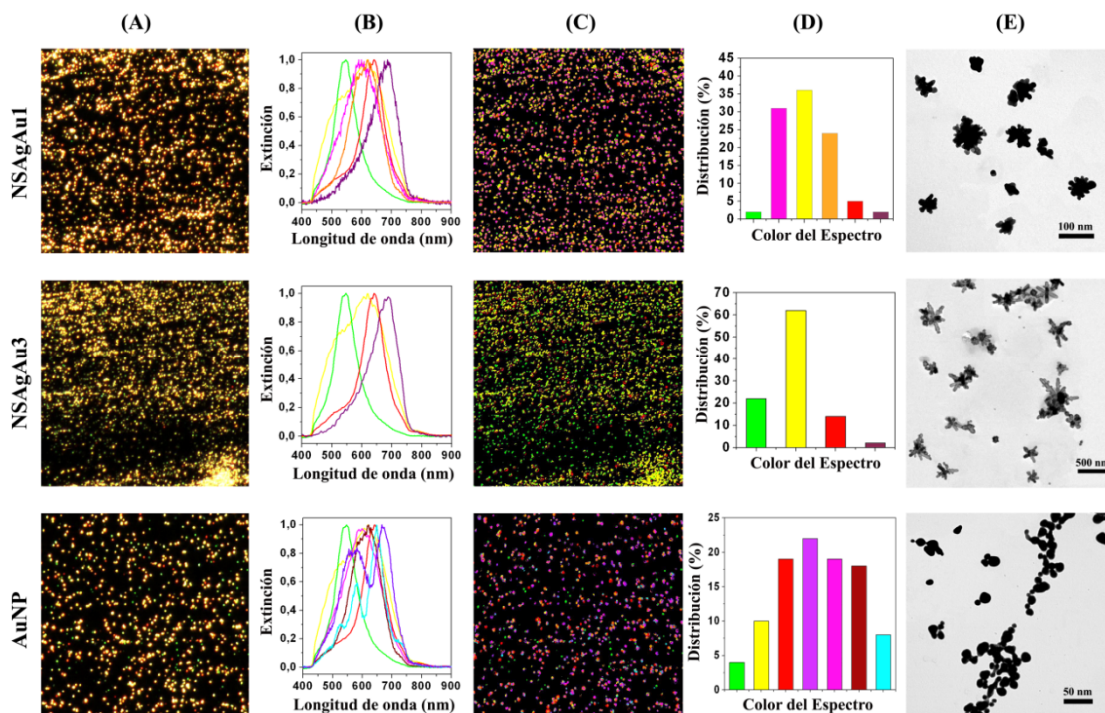 (A) (B) (C) (D) (E)
NSAgAu1
Extinción
1,0
0,8
0,6
0,4
0,2
0,0
400 500 600 700 800 900
Longitud de onda (nm)
Distribución (%)
45
40
35
30
25
20
15
10
5
0
Color del Espectro
100 nm
NSAgAu3
Extinción
1,0
0,8
0,6
0,4
0,2
0,0
400 500 600 700 800 900
Longitud de onda (nm)
Distribución (%)
70
60
50
40
30
20
10
0
Color del Espectro
500 nm
AuNP
Extinción
1,0
0,8
0,6
0,4
0,2
0,0
400 500 600 700 800 900
Longitud de onda (nm)
Distribución (%)
25
20
15
10
5
0
Color del Espectro
50 nm